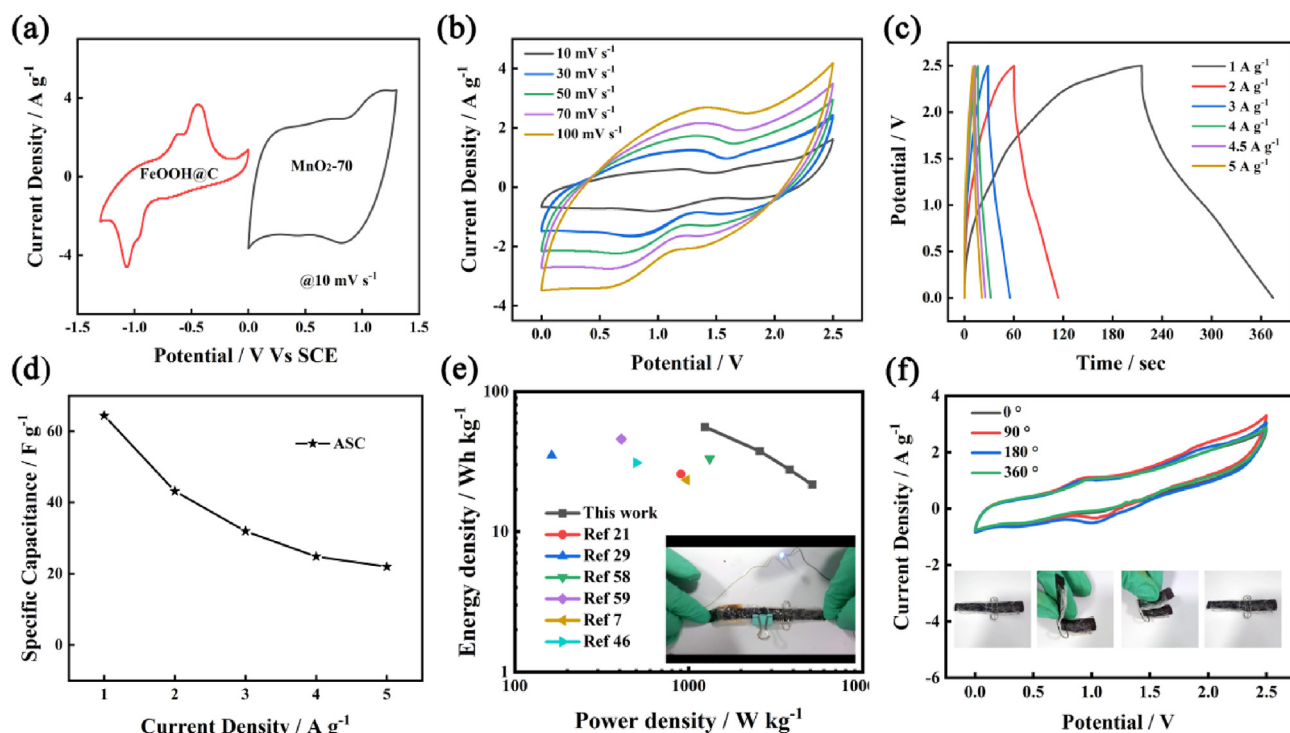 (a)
Current Density / A g⁻¹
4
0
-4
FeOOH@C
MnO₂-70
@10 mV s⁻¹
-1.5 -1.0 -0.5 0.0 0.5 1.0 1.5
Potential / V Vs SCE
(b)
Current Density / A g⁻¹
4
2
0
-2
-4
10 mV s⁻¹
30 mV s⁻¹
50 mV s⁻¹
70 mV s⁻¹
100 mV s⁻¹
0.0 0.5 1.0 1.5 2.0 2.5
Potential / V
(c)
Potential / V
2.5
2.0
1.5
1.0
0.5
0.0
1 A g⁻¹
2 A g⁻¹
3 A g⁻¹
4 A g⁻¹
4.5 A g⁻¹
5 A g⁻¹
0 60 120 180 240 300 360
Time / sec
(d)
Specific Capacitance / F g⁻¹
80
60
40
20
0
ASC
1 2 3 4 5
Current Density / A g⁻¹
(e)
Energy density / Wh kg⁻¹
100
10
1
This work
Ref 21
Ref 29
Ref 58
Ref 59
Ref 7
Ref 46
100 1000 1000
Power density / W kg⁻¹
(f)
Current Density / A g⁻¹
4
2
0
-2
-4
-6
0 °
90 °
180 °
360 °
0.0 0.5 1.0 1.5 2.0 2.5
Potential / V